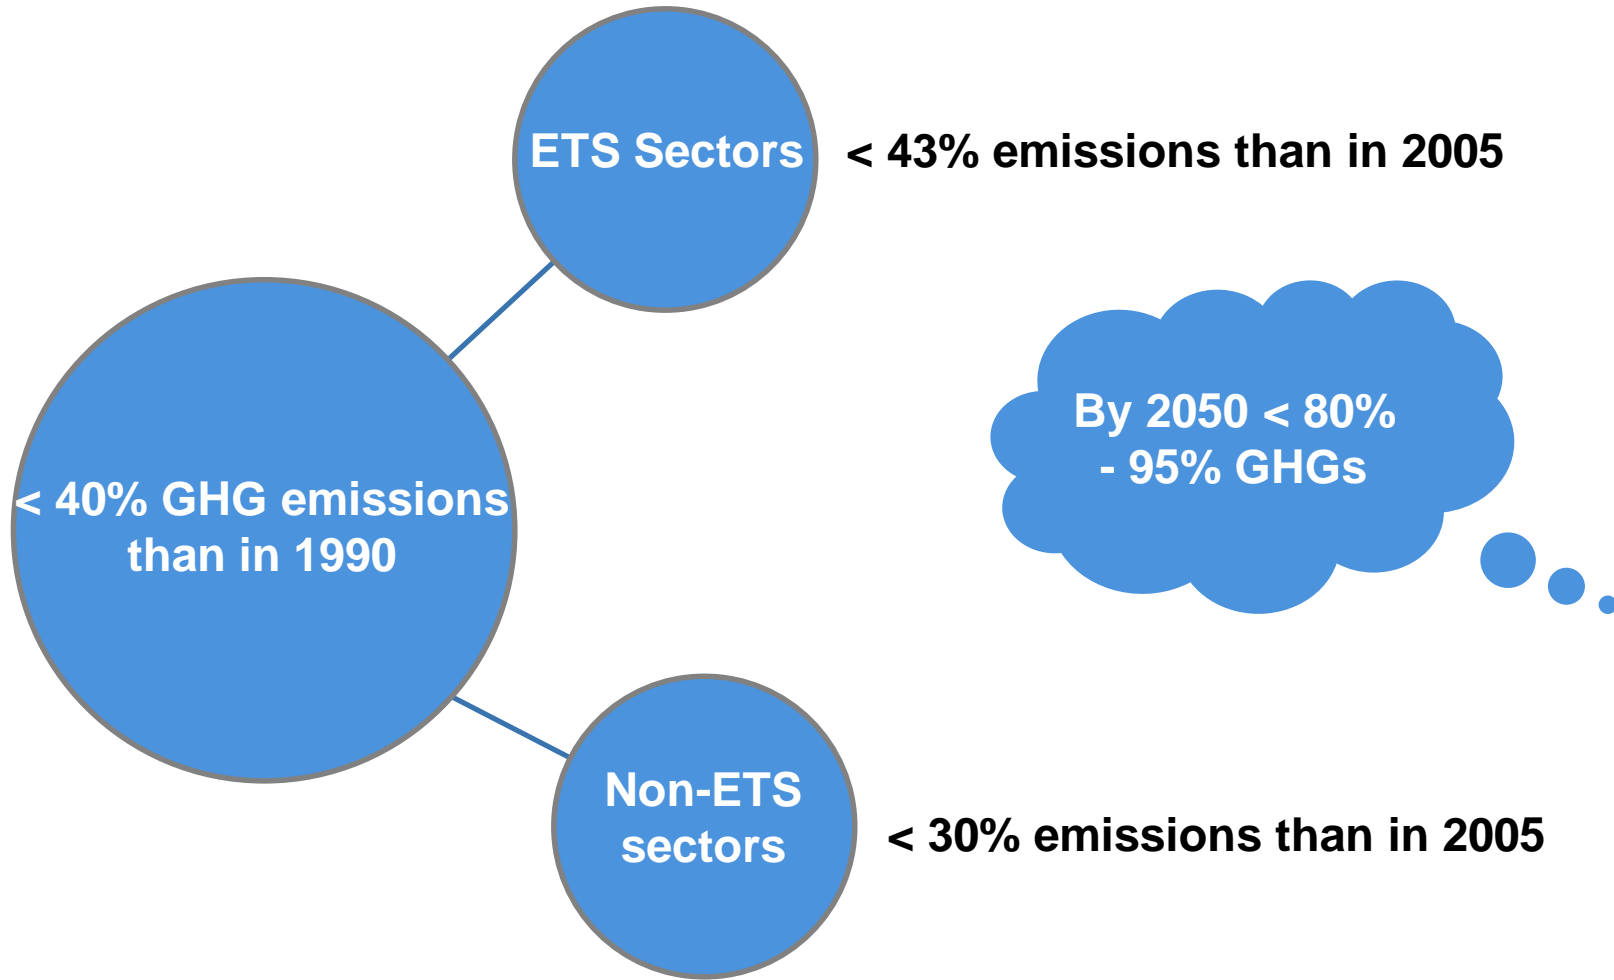 ETS Sectors
< 43% emissions than in 2005
By 2050 < 80%
- 95% GHGs
< 40% GHG emissions
than in 1990
Non-ETS
sectors
< 30% emissions than in 2005